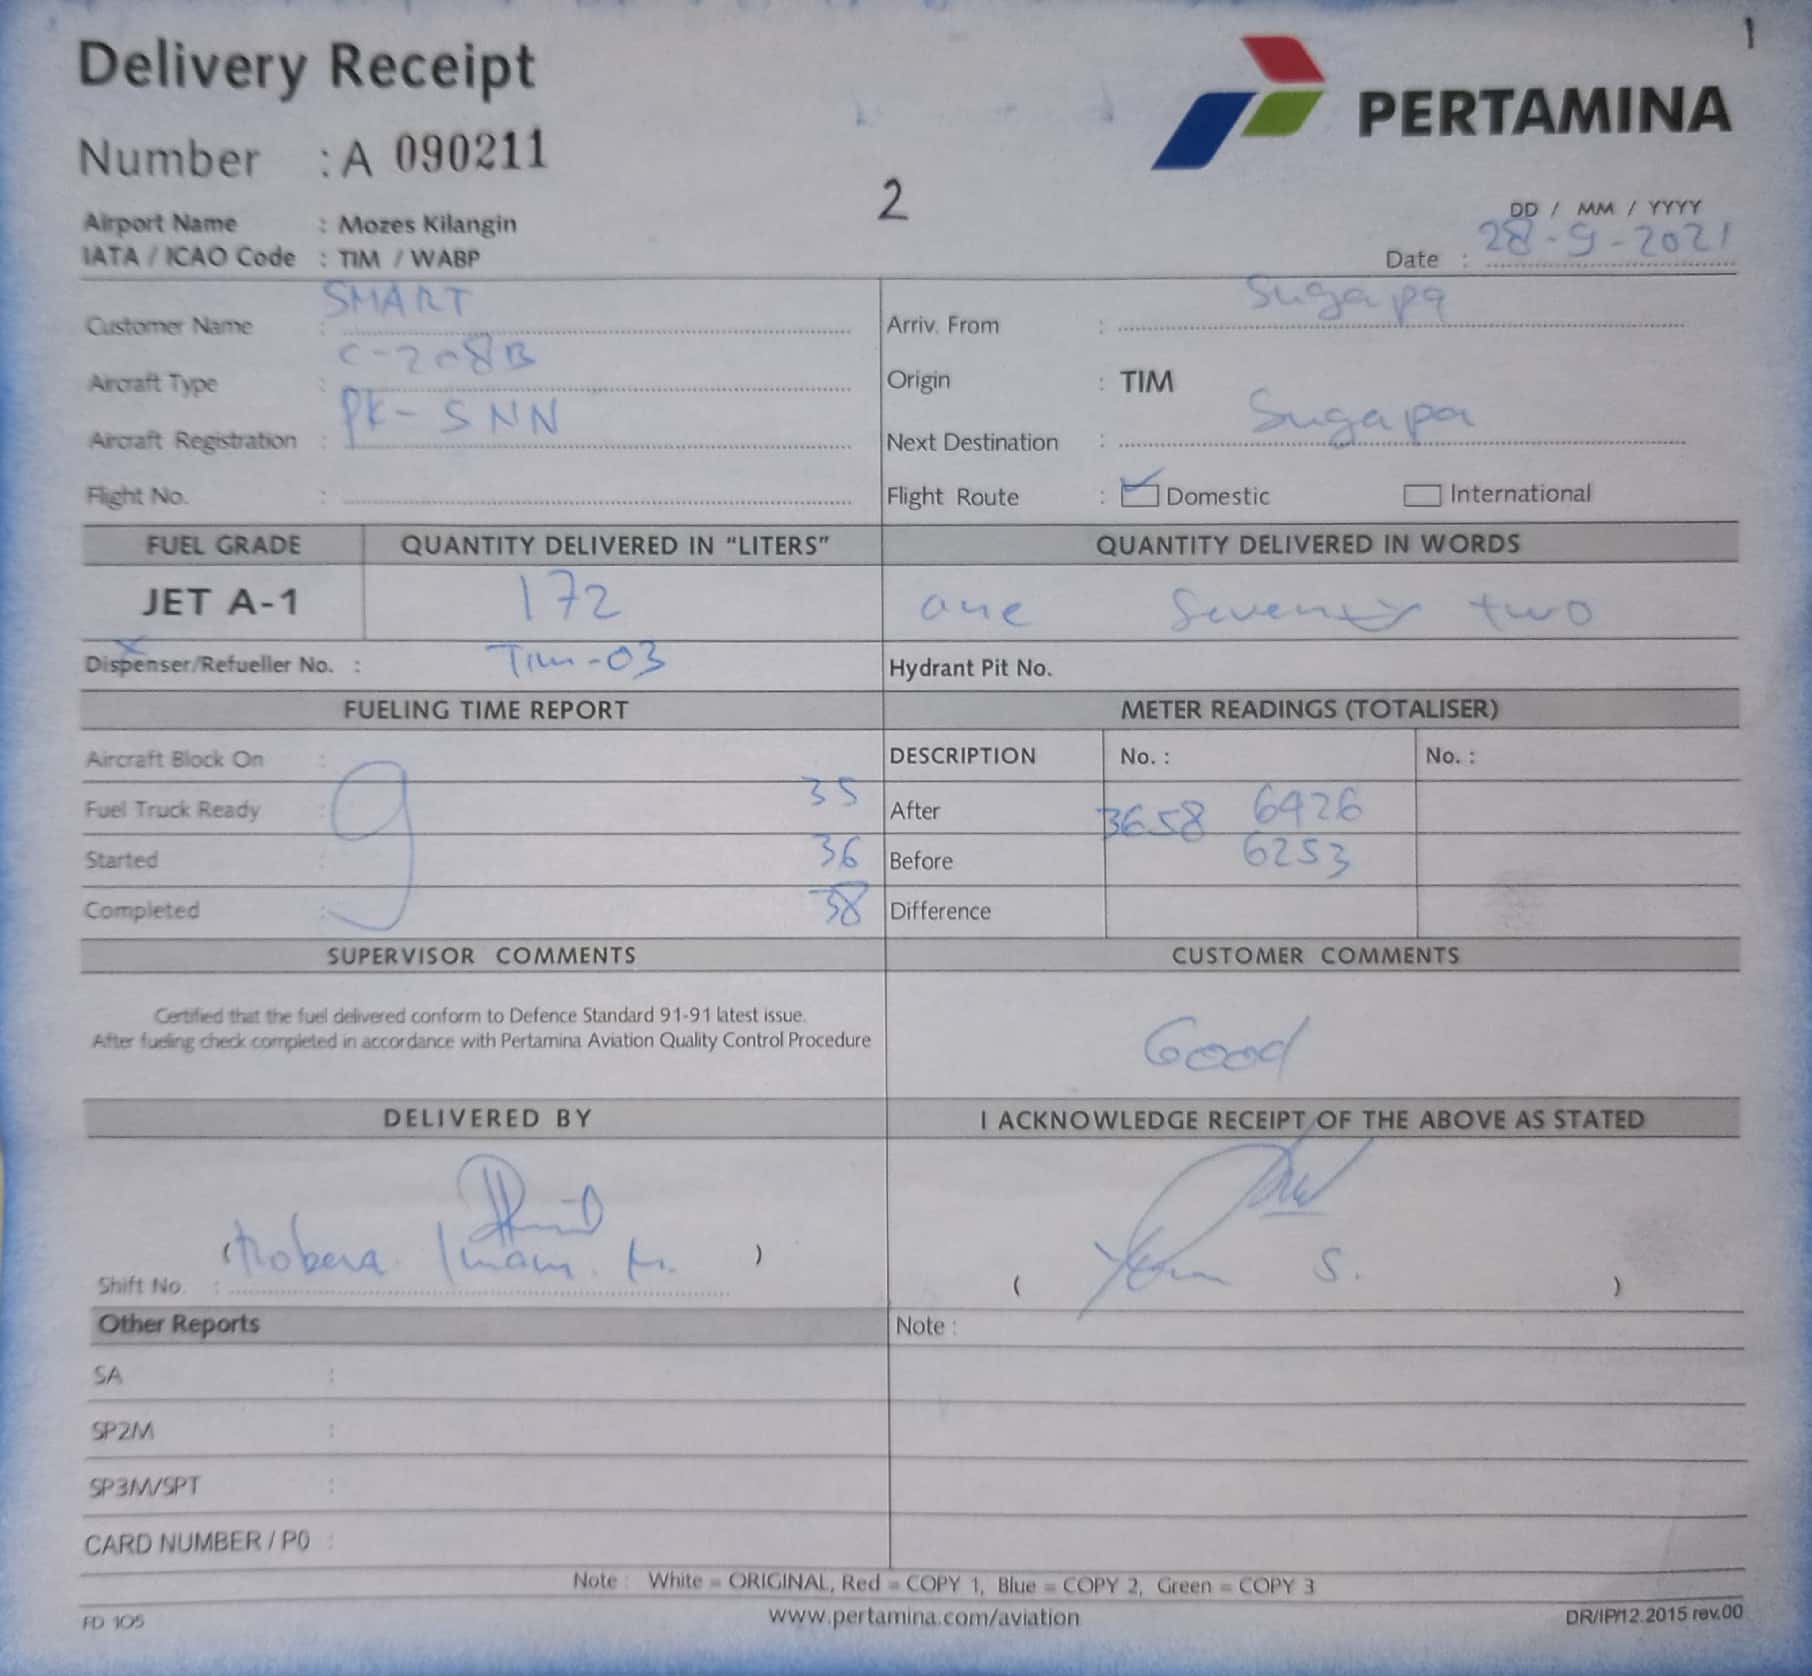 1
Delivery Receipt
PERTAMINA
Number : A 090211
2
Airport Name : Mozes Kilangin
IATA / ICAO Code : TIM / WABP
DD / MM / YYYY
Date : 28-9-2021
Customer Name : SMART
Arriv. From : Sugapa
Aircraft Type : C-208B
Origin : TIM
Aircraft Registration : PK-SNN
Next Destination : Sugapa
Flight No. :
Flight Route : Domestic International
FUEL GRADE QUANTITY DELIVERED IN "LITERS" QUANTITY DELIVERED IN WORDS
JET A-1 172 one Seventy two
Dispenser/Refueller No. : Tim-03 Hydrant Pit No.
FUELING TIME REPORT METER READINGS (TOTALISER)
Aircraft Block On : DESCRIPTION No. : No. :
Fuel Truck Ready : 9 35 After 3658 6426
Started : 36 Before 6253
Completed : 38 Difference
SUPERVISOR COMMENTS CUSTOMER COMMENTS
Certified that the fuel delivered conform to Defence Standard 91-91 latest issue.
After fueling check completed in accordance with Pertamina Aviation Quality Control Procedure
Good
DELIVERED BY I ACKNOWLEDGE RECEIPT OF THE ABOVE AS STATED
( Imam. )
( S. )
Shift No. :
Other Reports Note :
SA :
SP2M :
SP3M/SPT :
CARD NUMBER / P0 :
Note : White = ORIGINAL, Red = COPY 1, Blue = COPY 2, Green = COPY 3
FD 105 www.pertamina.com/aviation DR/IP/12.2015 rev.00